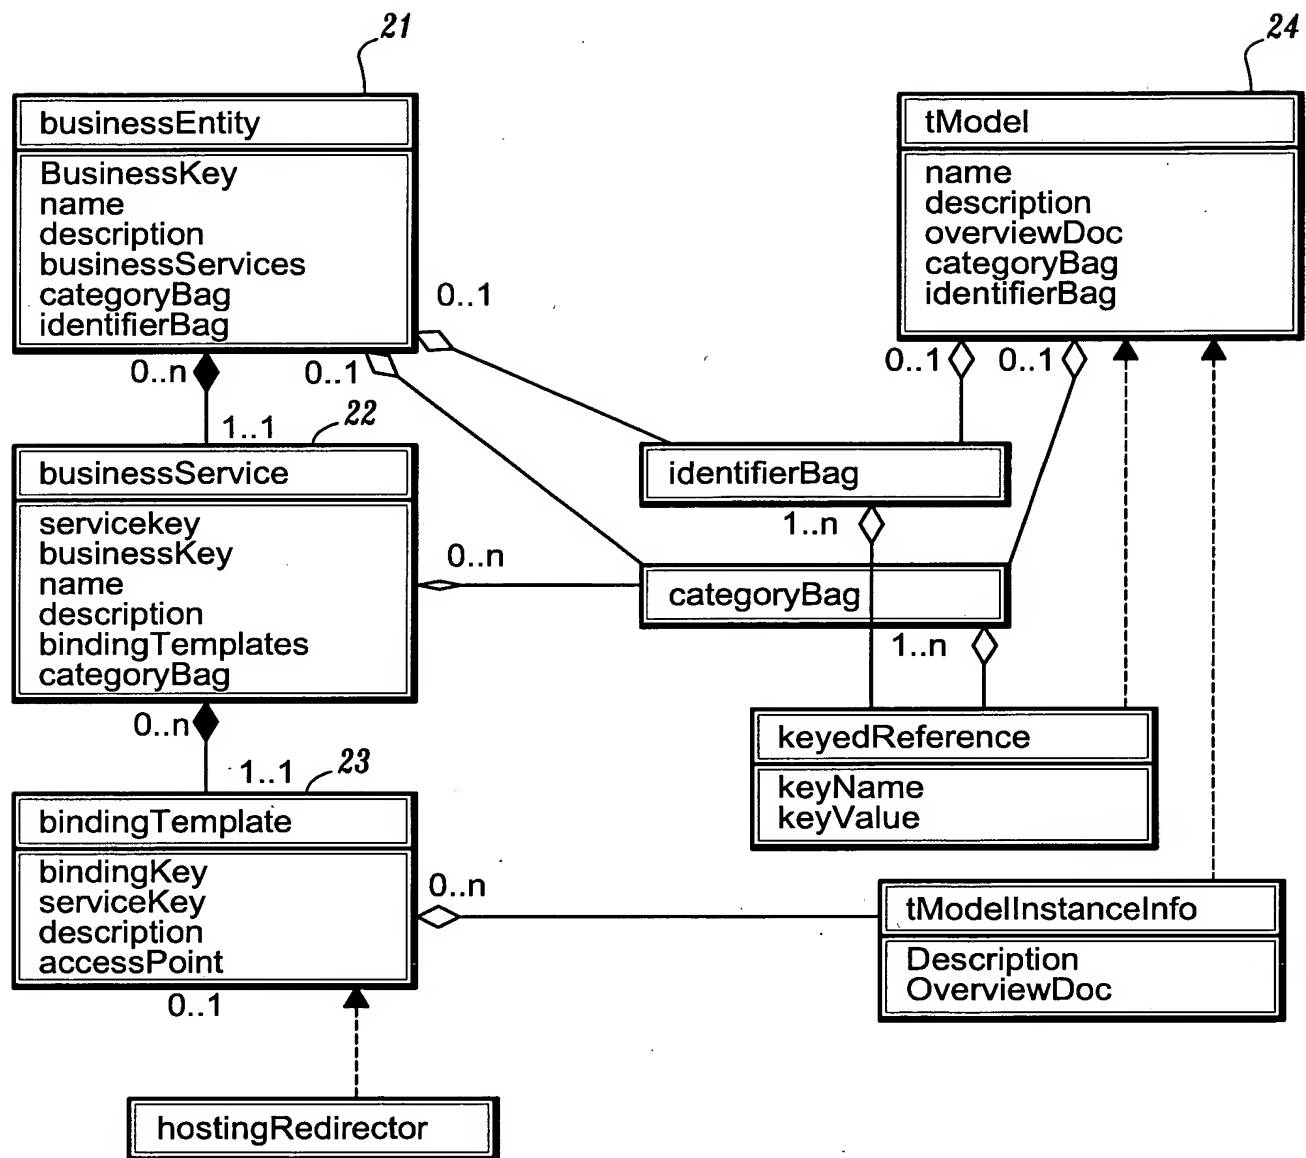 21
24
businessEntity
BusinessKey
name
description
businessServices
categoryBag
identifierBag
tModel
name
description
overviewDoc
categoryBag
identifierBag
0..1
0..n
0..1
0..1
0..1
1..1
22
businessService
servicekey
businessKey
name
description
bindingTemplates
categoryBag
identifierBag
1..n
0..n
categoryBag
1..n
0..n
1..1
23
keyedReference
keyName
keyValue
bindingTemplate
bindingKey
serviceKey
description
accessPoint
0..n
tModelInstanceInfo
Description
OverviewDoc
0..1
hostingRedirector